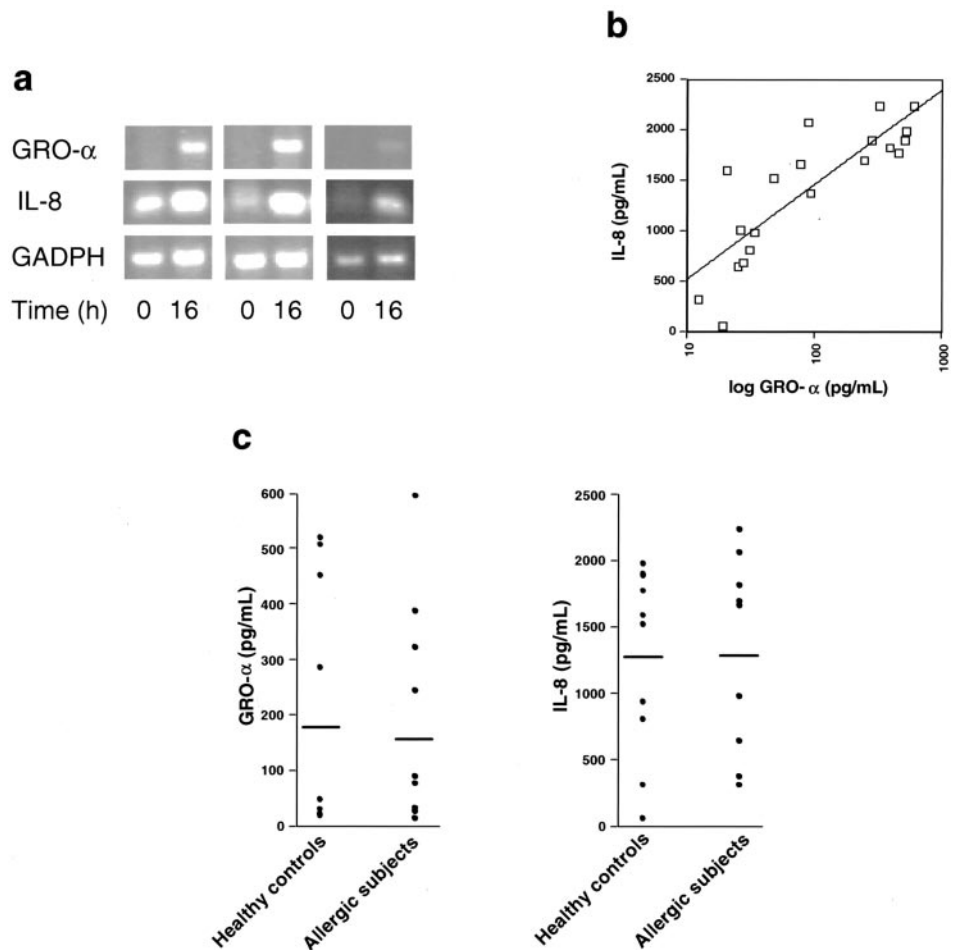 a
GRO-α
IL-8
GADPH
Time (h) 0 16 0 16 0 16
b
IL-8 (pg/mL)
2500
2000
1500
1000
500
0
10 100 1000
log GRO- α (pg/mL)
c
GRO-α (pg/mL)
600
500
400
300
200
100
0
Healthy controls
Allergic subjects
IL-8 (pg/mL)
2500
2000
1500
1000
500
0
Healthy controls
Allergic subjects